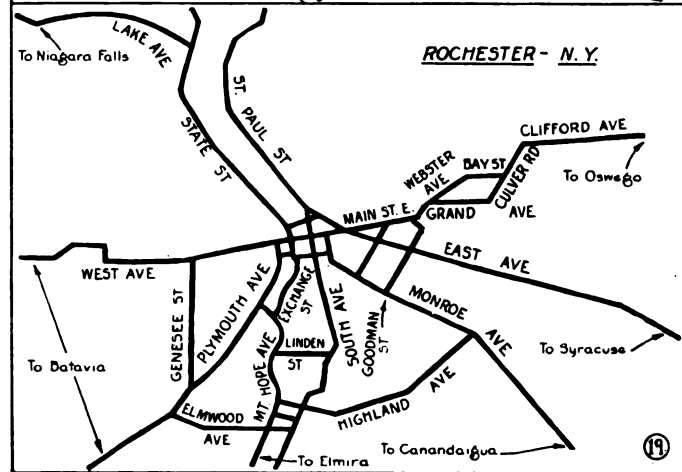 ROCHESTER - N. Y.
LAKE AVE
To Niagara Falls
ST. PAUL ST
STATE ST
CLIFFORD AVE
WEBSTER AVE
BAY ST
CULVER RD
To Oswego
MAIN ST. E.
GRAND AVE
EAST AVE
WEST AVE
GENESEE ST
PLYMOUTH AVE
EXCHANGE ST
SOUTH AVE
GOODMAN ST
MONROE AVE
To Syracuse
To Batavia
LINDEN ST
MT. HOPE AVE
HIGHLAND AVE
ELMWOOD AVE
To Elmira
To Canandaigua
19